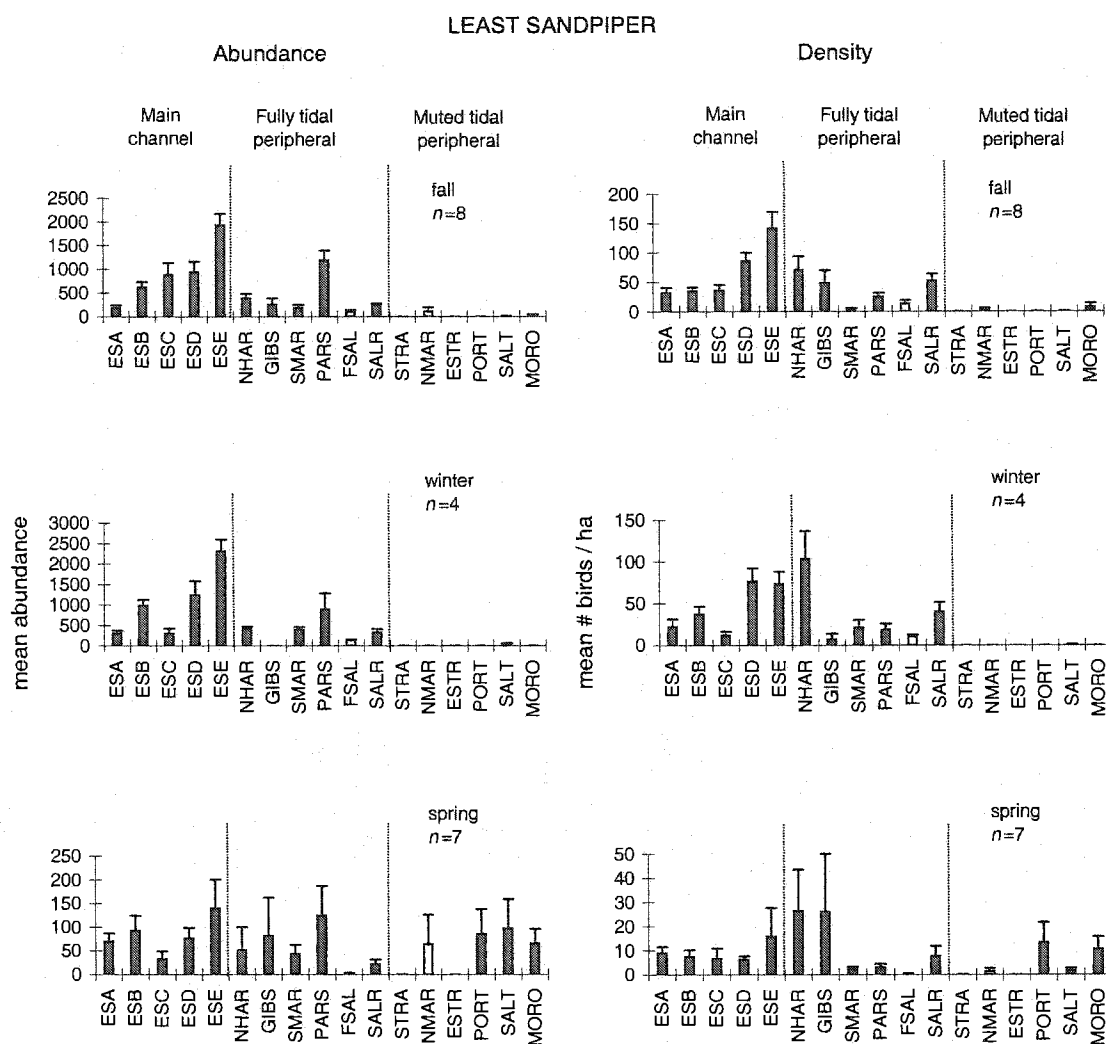 LEAST SANDPIPER
Abundance
Density
Main channel
Fully tidal peripheral
Muted tidal peripheral
Main channel
Fully tidal peripheral
Muted tidal peripheral
fall
n=8
2500
2000
1500
1000
500
0
ESA ESB ESC ESD ESE NHAR GIBS SMAR PARS FSAL SALR STRA NMAR ESTR PORT SALT MORO
fall
n=8
200
150
100
50
0
ESA ESB ESC ESD ESE NHAR GIBS SMAR PARS FSAL SALR STRA NMAR ESTR PORT SALT MORO
mean abundance
winter
n=4
3000
2500
2000
1500
1000
500
0
ESA ESB ESC ESD ESE NHAR GIBS SMAR PARS FSAL SALR STRA NMAR ESTR PORT SALT MORO
mean # birds / ha
winter
n=4
150
100
50
0
ESA ESB ESC ESD ESE NHAR GIBS SMAR PARS FSAL SALR STRA NMAR ESTR PORT SALT MORO
spring
n=7
250
200
150
100
50
0
ESA ESB ESC ESD ESE NHAR GIBS SMAR PARS FSAL SALR STRA NMAR ESTR PORT SALT MORO
spring
n=7
50
40
30
20
10
0
ESA ESB ESC ESD ESE NHAR GIBS SMAR PARS FSAL SALR STRA NMAR ESTR PORT SALT MORO